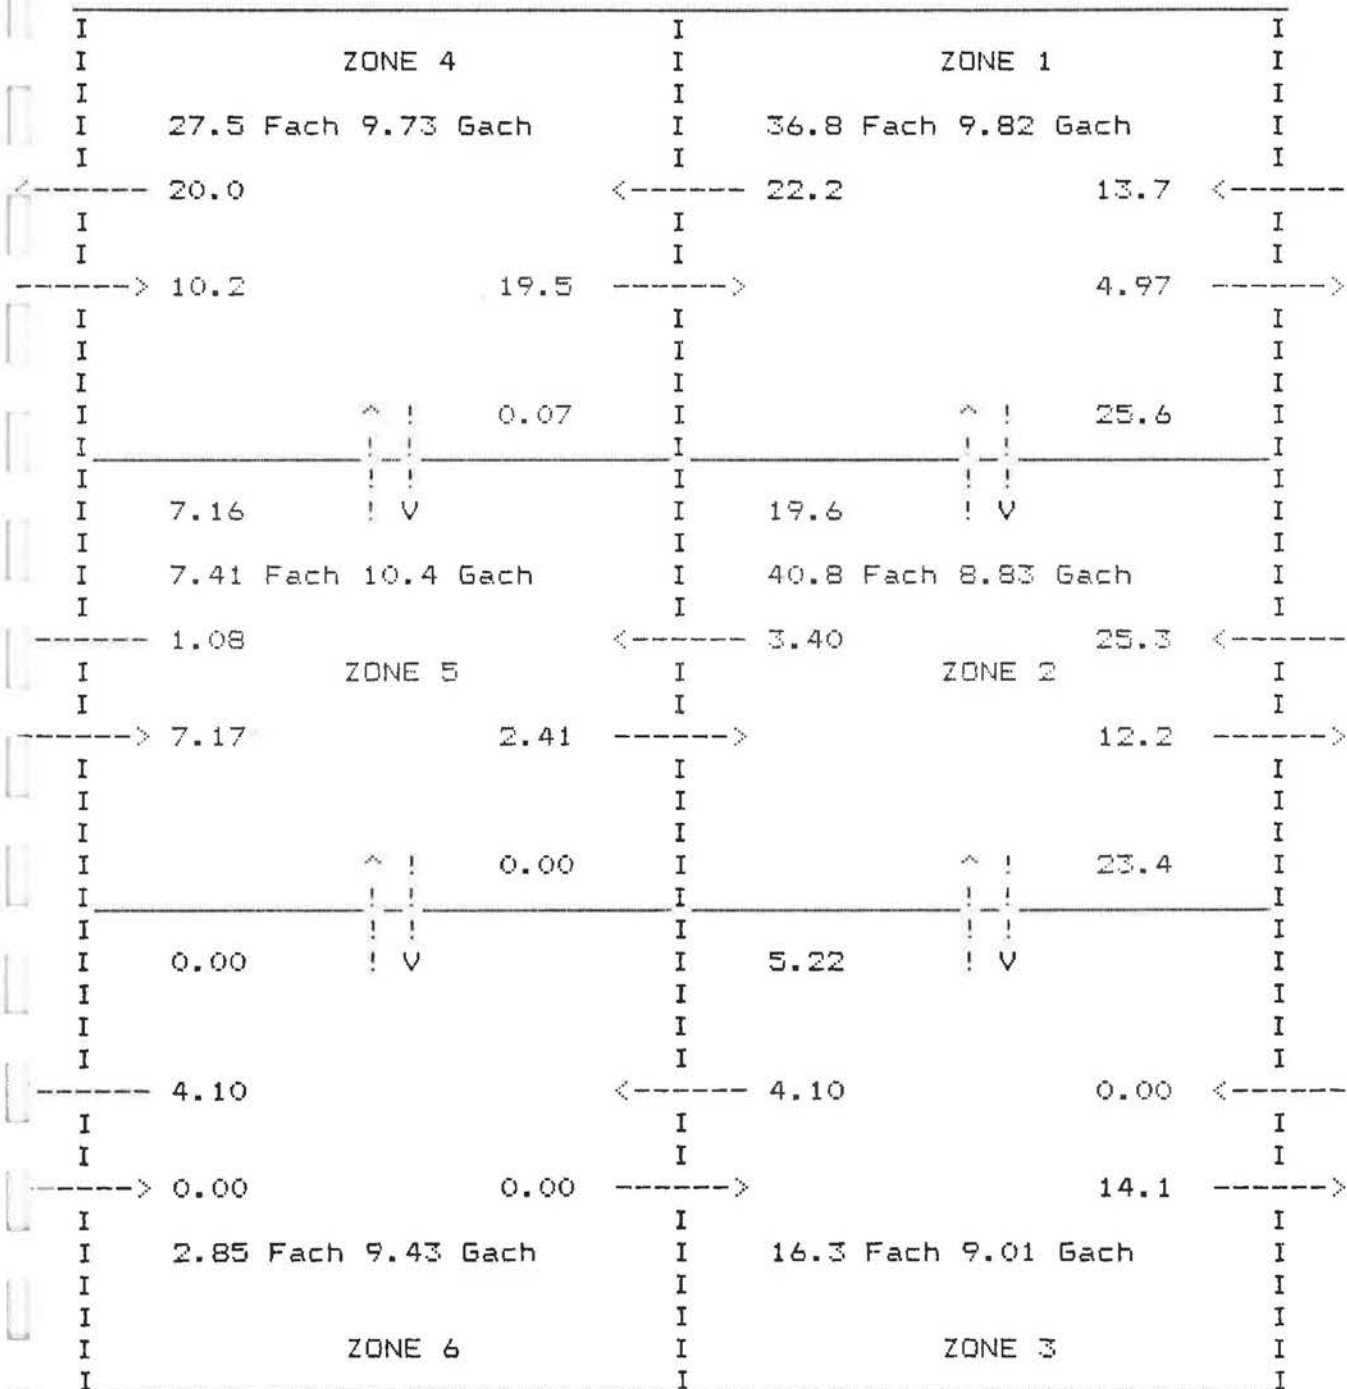 ZONE 4 ZONE 1
27.5 Fach 9.73 Gach 36.8 Fach 9.82 Gach
<------ 20.0 <------ 22.2 13.7 <------
------> 10.2 19.5 ------> 4.97 ------>
^ ! 0.07 ^ ! 25.6
7.16 ! V 19.6 ! V
7.41 Fach 10.4 Gach 40.8 Fach 8.83 Gach
------ 1.08 <------ 3.40 25.3 <------
ZONE 5 ZONE 2
------> 7.17 2.41 ------> 12.2 ------>
^ ! 0.00 ^ ! 23.4
0.00 ! V 5.22 ! V
------ 4.10 <------ 4.10 0.00 <------
------> 0.00 0.00 ------> 14.1 ------>
2.85 Fach 9.43 Gach 16.3 Fach 9.01 Gach
ZONE 6 ZONE 3